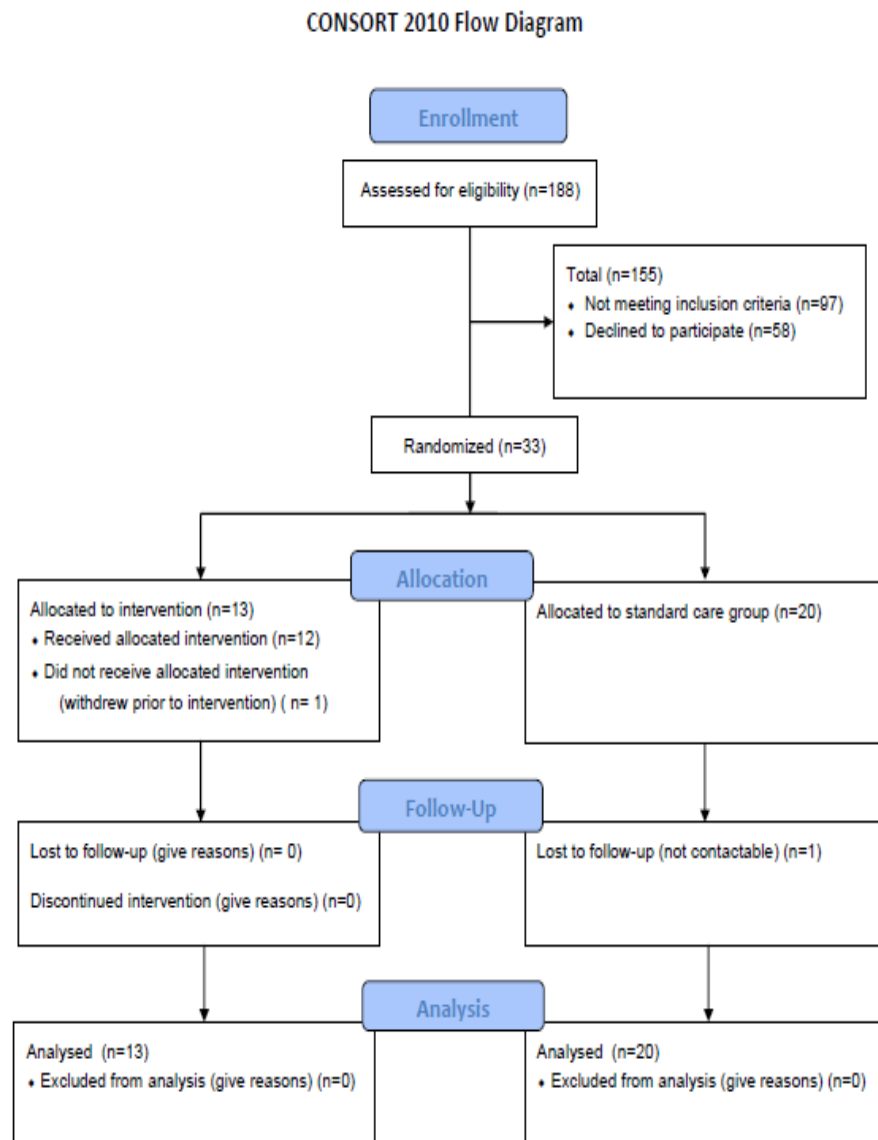 CONSORT 2010 Flow Diagram
Enrollment
Assessed for eligibility (n=188)
Total (n=155)
♦ Not meeting inclusion criteria (n=97)
♦ Declined to participate (n=58)
Randomized (n=33)
Allocation
Allocated to intervention (n=13)
♦ Received allocated intervention (n=12)
♦ Did not receive allocated intervention
(withdrew prior to intervention) ( n= 1)
Allocated to standard care group (n=20)
Follow-Up
Lost to follow-up (give reasons) (n= 0)
Discontinued intervention (give reasons) (n=0)
Lost to follow-up (not contactable) (n=1)
Analysis
Analysed (n=13)
♦ Excluded from analysis (give reasons) (n=0)
Analysed (n=20)
♦ Excluded from analysis (give reasons) (n=0)